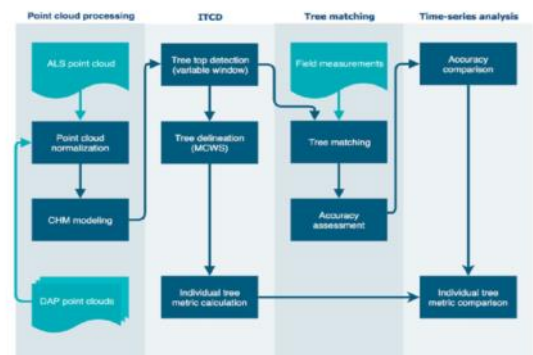 Point cloud processing
ITCD
Tree matching
Time-series analysis
ALS point cloud
Tree top detection
(variable window)
Field measurements
Accuracy
comparison
Point cloud
normalization
Tree delineation
(MCWS)
Tree matching
CHM modeling
Accuracy
assessment
DAP point clouds
Individual tree
metric calculation
Individual tree
metric comparison